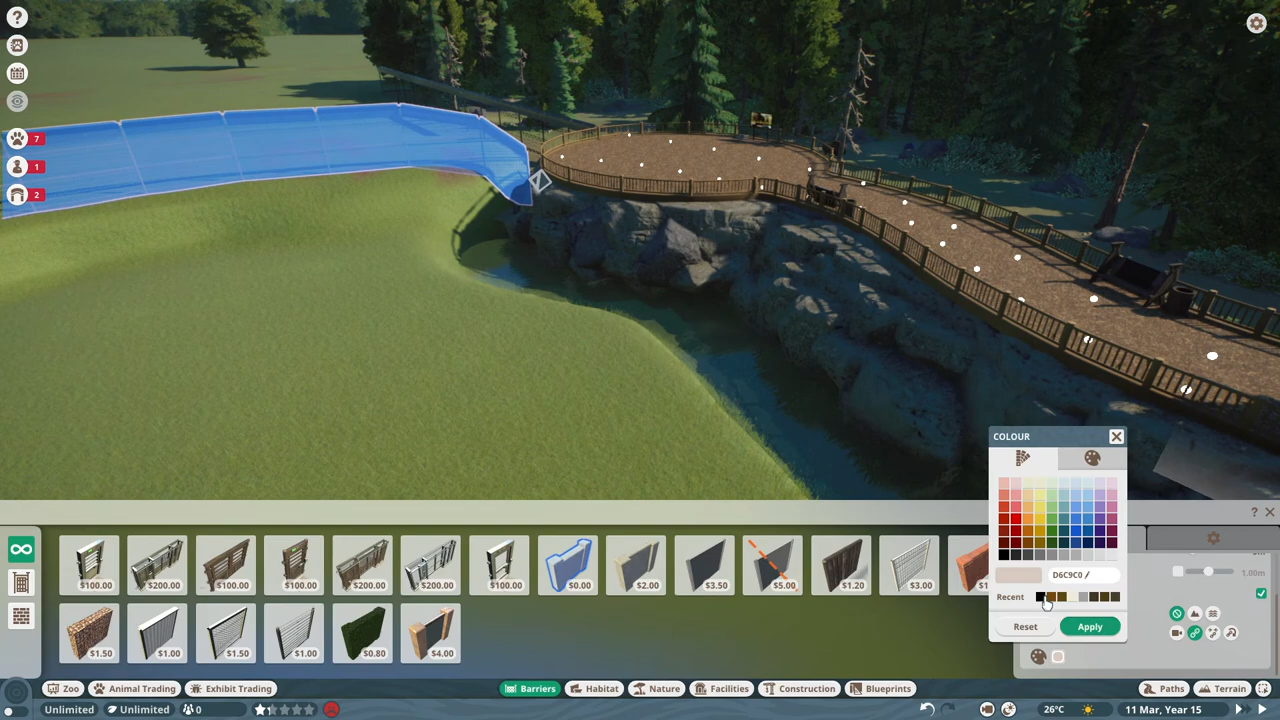 7
1
2
COLOUR
D6C9C0
Recent
Reset
Apply
1.00m
$100.00
$200.00
$100.00
$100.00
$200.00
$200.00
$100.00
$0.00
$2.00
$3.50
$5.00
$1.20
$3.00
$1.50
$1.00
$1.50
$1.00
$0.80
$4.00
Zoo
Animal Trading
Exhibit Trading
Barriers
Habitat
Nature
Facilities
Construction
Blueprints
Paths
Terrain
Unlimited
Unlimited
0
26°C
11 Mar, Year 15